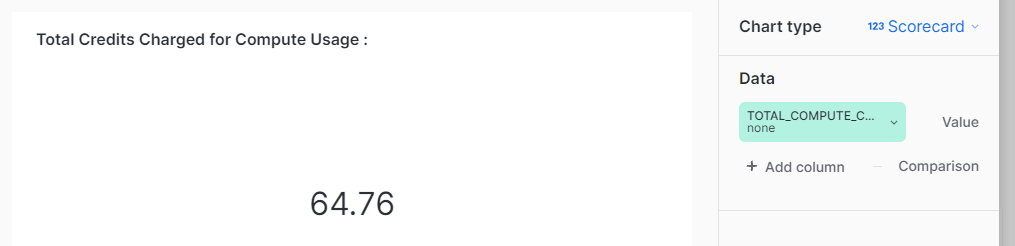 Total Credits Charged for Compute Usage :
64.76
Chart type
123 Scorecard
Data
TOTAL_COMPUTE_C...
none
Value
+ Add column
Comparison